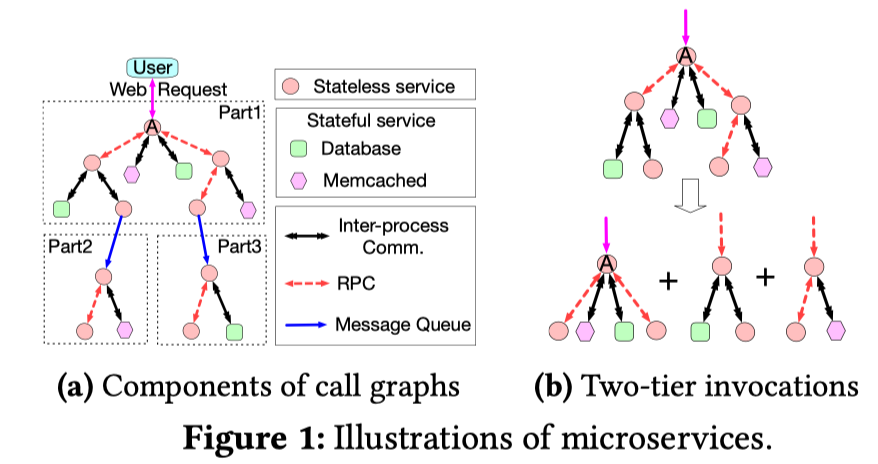 User
Web Request
Part1
A
Part2
Part3
Stateless service
Stateful service
Database
Memcached
Inter-process
Comm.
RPC
Message Queue
(a) Components of call graphs
A
A
+
+
(b) Two-tier invocations
Figure 1: Illustrations of microservices.